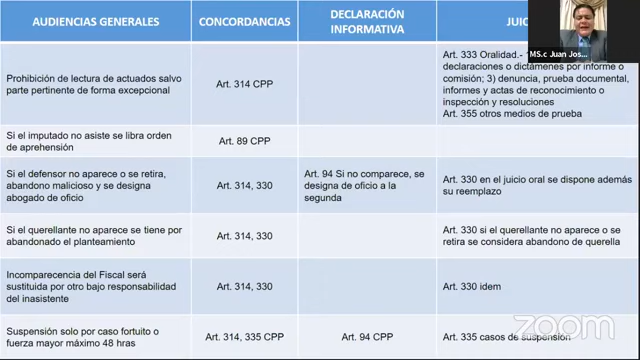 AUDIENCIAS GENERALES
CONCORDANCIAS
DECLARACIÓN
INFORMATIVA
JUIC
MS.c Juan Jos...
Prohibición de lectura de actuados salvo
parte pertinente de forma excepcional
Art. 314 CPP
Art. 333 Oralidad.-
declaraciones o dictámenes por informe o
comisión; 3) denuncia, prueba documental,
informes y actas de reconocimiento o
inspección y resoluciones
Art. 355 otros medios de prueba
Si el imputado no asiste se libra orden
de aprehensión
Art. 89 CPP
Si el defensor no aparece o se retira,
abandono malicioso y se designa
abogado de oficio
Art. 314, 330
Art. 94 Si no comparece, se
designa de oficio a la
segunda
Art. 330 en el juicio oral se dispone además
su reemplazo
Si el querellante no aparece se tiene por
abandonado el planteamiento
Art. 314, 330
Art. 330 si el querellante no aparece o se
retira se considera abandono de querella
Incomparecencia del Fiscal será
sustituida por otro bajo responsabilidad
del inasistente
Art. 314, 330
Art. 330 idem
Suspensión solo por caso fortuito o
fuerza mayor máximo 48 hras
Art. 314, 335 CPP
Art. 94 CPP
Art. 335 casos de suspensión
zoom